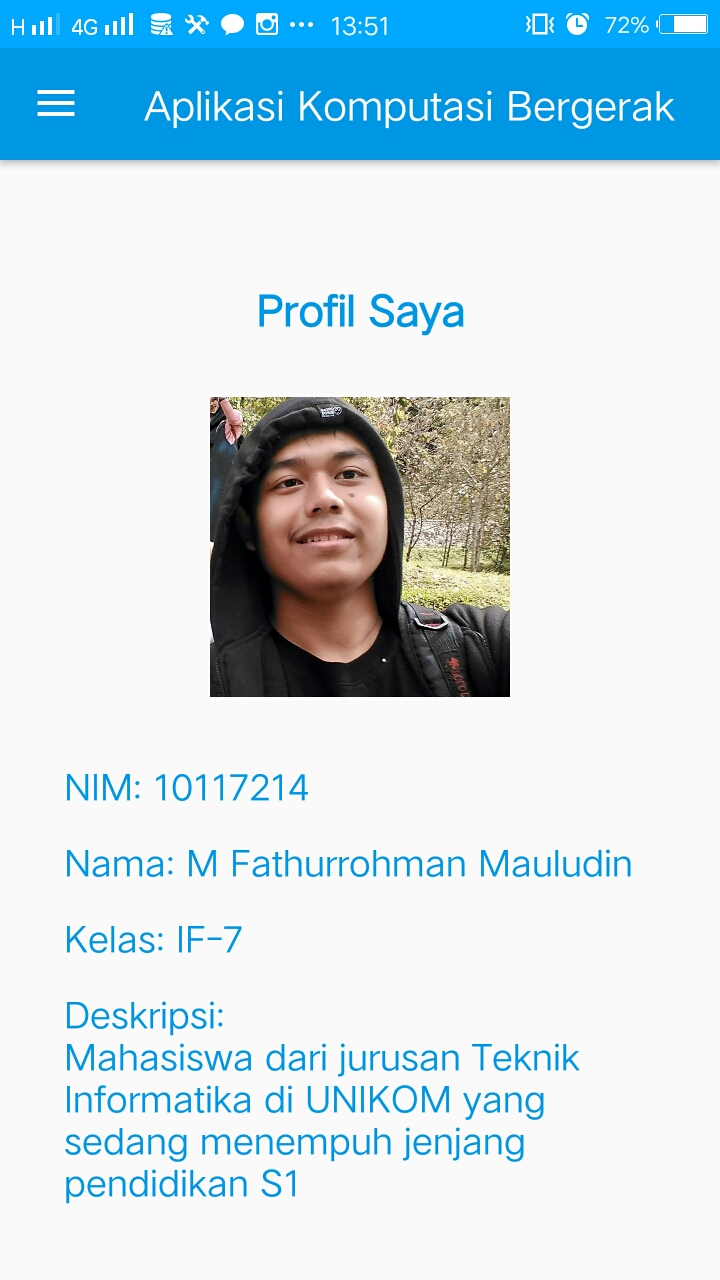 H 4G 13:51 72%
Aplikasi Komputasi Bergerak
Profil Saya
NIM: 10117214
Nama: M Fathurrohman Mauludin
Kelas: IF-7
Deskripsi:
Mahasiswa dari jurusan Teknik
Informatika di UNIKOM yang
sedang menempuh jenjang
pendidikan S1